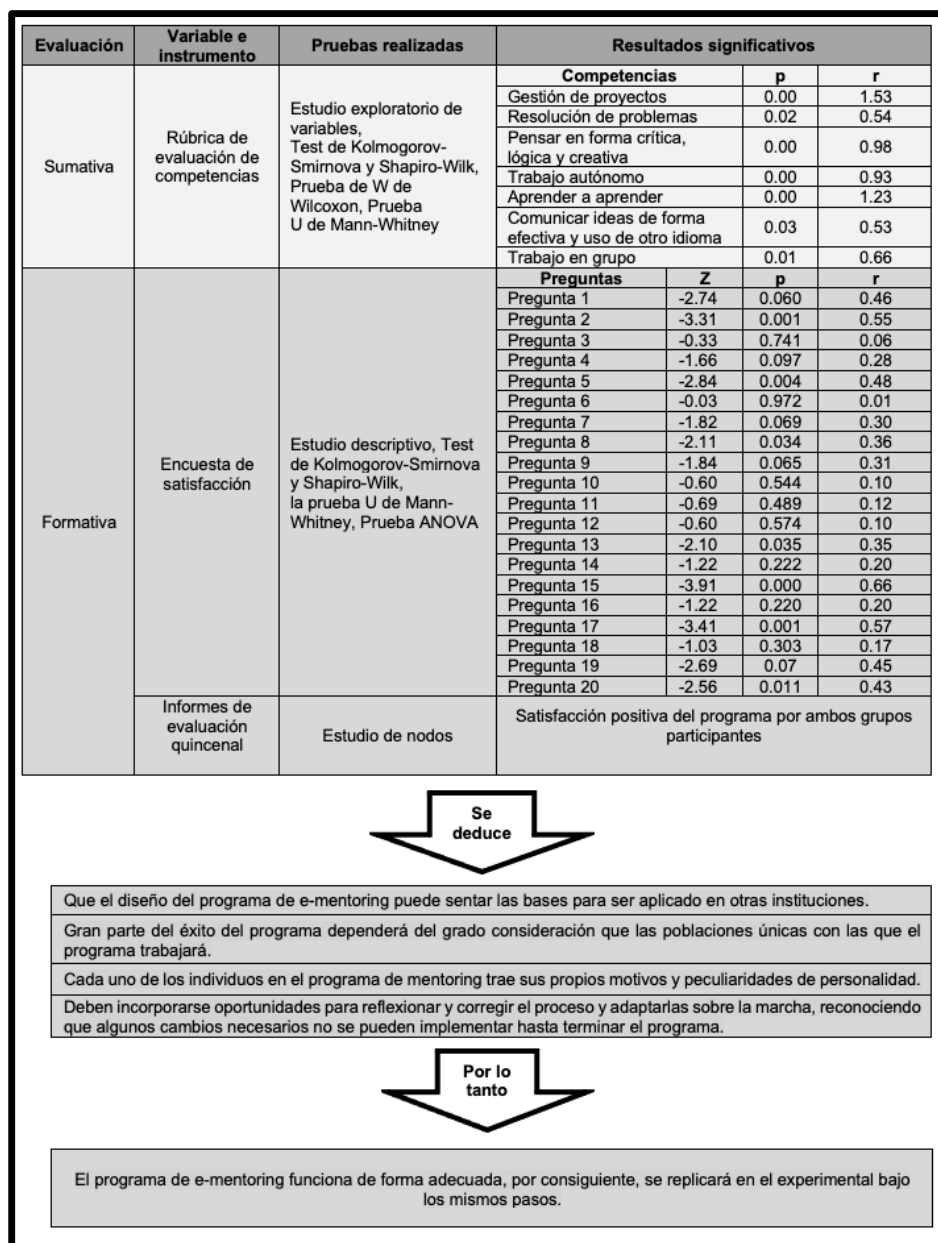 Evaluación Variable e instrumento Pruebas realizadas Resultados significativos
Sumativa
Rúbrica de
evaluación de
competencias
Estudio exploratorio de
variables,
Test de Kolmogorov-
Smirnova y Shapiro-Wilk,
Prueba de W de
Wilcoxon, Prueba
U de Mann-Whitney
Competencias p r
Gestión de proyectos 0.00 1.53
Resolución de problemas 0.02 0.54
Pensar en forma crítica,
lógica y creativa 0.00 0.98
Trabajo autónomo 0.00 0.93
Aprender a aprender 0.00 1.23
Comunicar ideas de forma
efectiva y uso de otro idioma 0.03 0.53
Trabajo en grupo 0.01 0.66
Formativa
Encuesta de
satisfacción
Estudio descriptivo, Test
de Kolmogorov-Smirnova
y Shapiro-Wilk,
la prueba U de Mann-
Whitney, Prueba ANOVA
Preguntas Z p r
Pregunta 1 -2.74 0.060 0.46
Pregunta 2 -3.31 0.001 0.55
Pregunta 3 -0.33 0.741 0.06
Pregunta 4 -1.66 0.097 0.28
Pregunta 5 -2.84 0.004 0.48
Pregunta 6 -0.03 0.972 0.01
Pregunta 7 -1.82 0.069 0.30
Pregunta 8 -2.11 0.034 0.36
Pregunta 9 -1.84 0.065 0.31
Pregunta 10 -0.60 0.544 0.10
Pregunta 11 -0.69 0.489 0.12
Pregunta 12 -0.60 0.574 0.10
Pregunta 13 -2.10 0.035 0.35
Pregunta 14 -1.22 0.222 0.20
Pregunta 15 -3.91 0.000 0.66
Pregunta 16 -1.22 0.220 0.20
Pregunta 17 -3.41 0.001 0.57
Pregunta 18 -1.03 0.303 0.17
Pregunta 19 -2.69 0.07 0.45
Pregunta 20 -2.56 0.011 0.43
Informes de
evaluación
quincenal
Estudio de nodos
Satisfacción positiva del programa por ambos grupos
participantes
Se
deduce
Que el diseño del programa de e-mentoring puede sentar las bases para ser aplicado en otras instituciones.
Gran parte del éxito del programa dependerá del grado consideración que las poblaciones únicas con las que el
programa trabajará.
Cada uno de los individuos en el programa de mentoring trae sus propios motivos y peculiaridades de personalidad.
Deben incorporarse oportunidades para reflexionar y corregir el proceso y adaptarlas sobre la marcha, reconociendo
que algunos cambios necesarios no se pueden implementar hasta terminar el programa.
Por lo
tanto
El programa de e-mentoring funciona de forma adecuada, por consiguiente, se replicará en el experimental bajo
los mismos pasos.